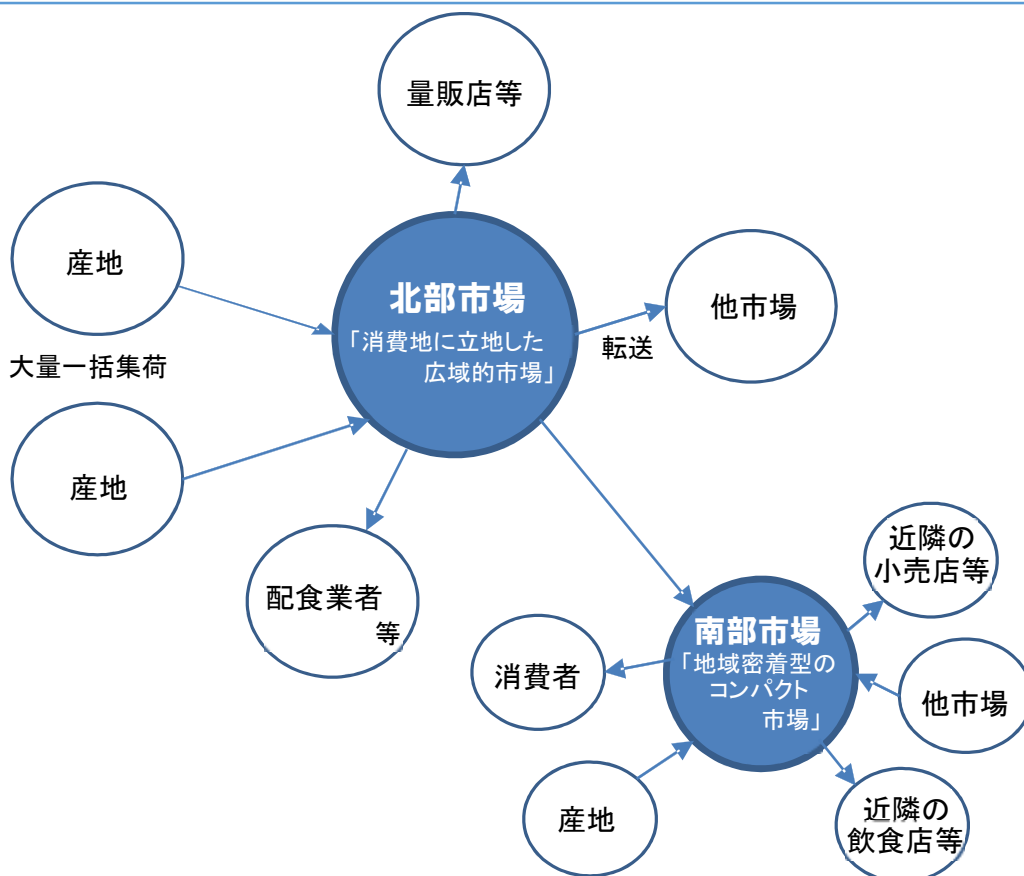 量販店等
産地
北部市場
「消費地に立地した
広域的市場」
他市場
転送
大量一括集荷
産地
配食業者
等
近隣の
小売店等
南部市場
「地域密着型の
コンパクト
市場」
消費者
他市場
産地
近隣の
飲食店等